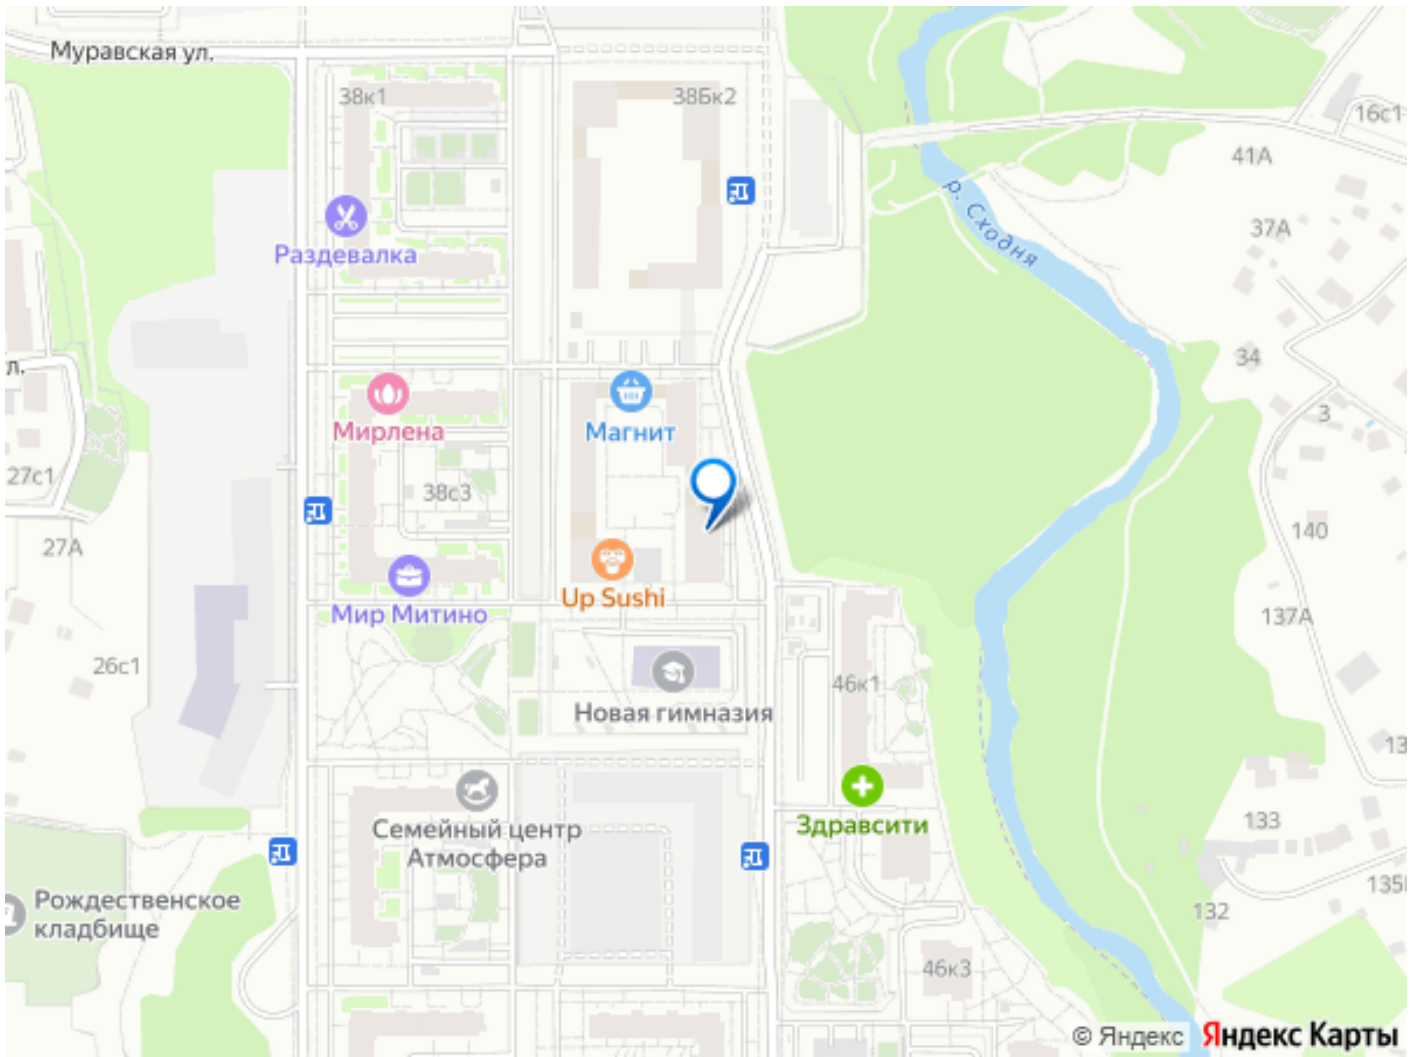 Муравская ул.
38к1
38Бк2
16с1
41А
р. Сходня
37А
Раздевалка
34
л.
3
Мирлена
Магнит
27с1
38с3
140
27А
Up Sushi
Мир Митино
137А
26с1
46к1
Новая гимназия
13
Здравсити
133
Семейный центр
Атмосфера
135
132
Рождественское
кладбище
46к3
© Яндекс
Яндекс Карты